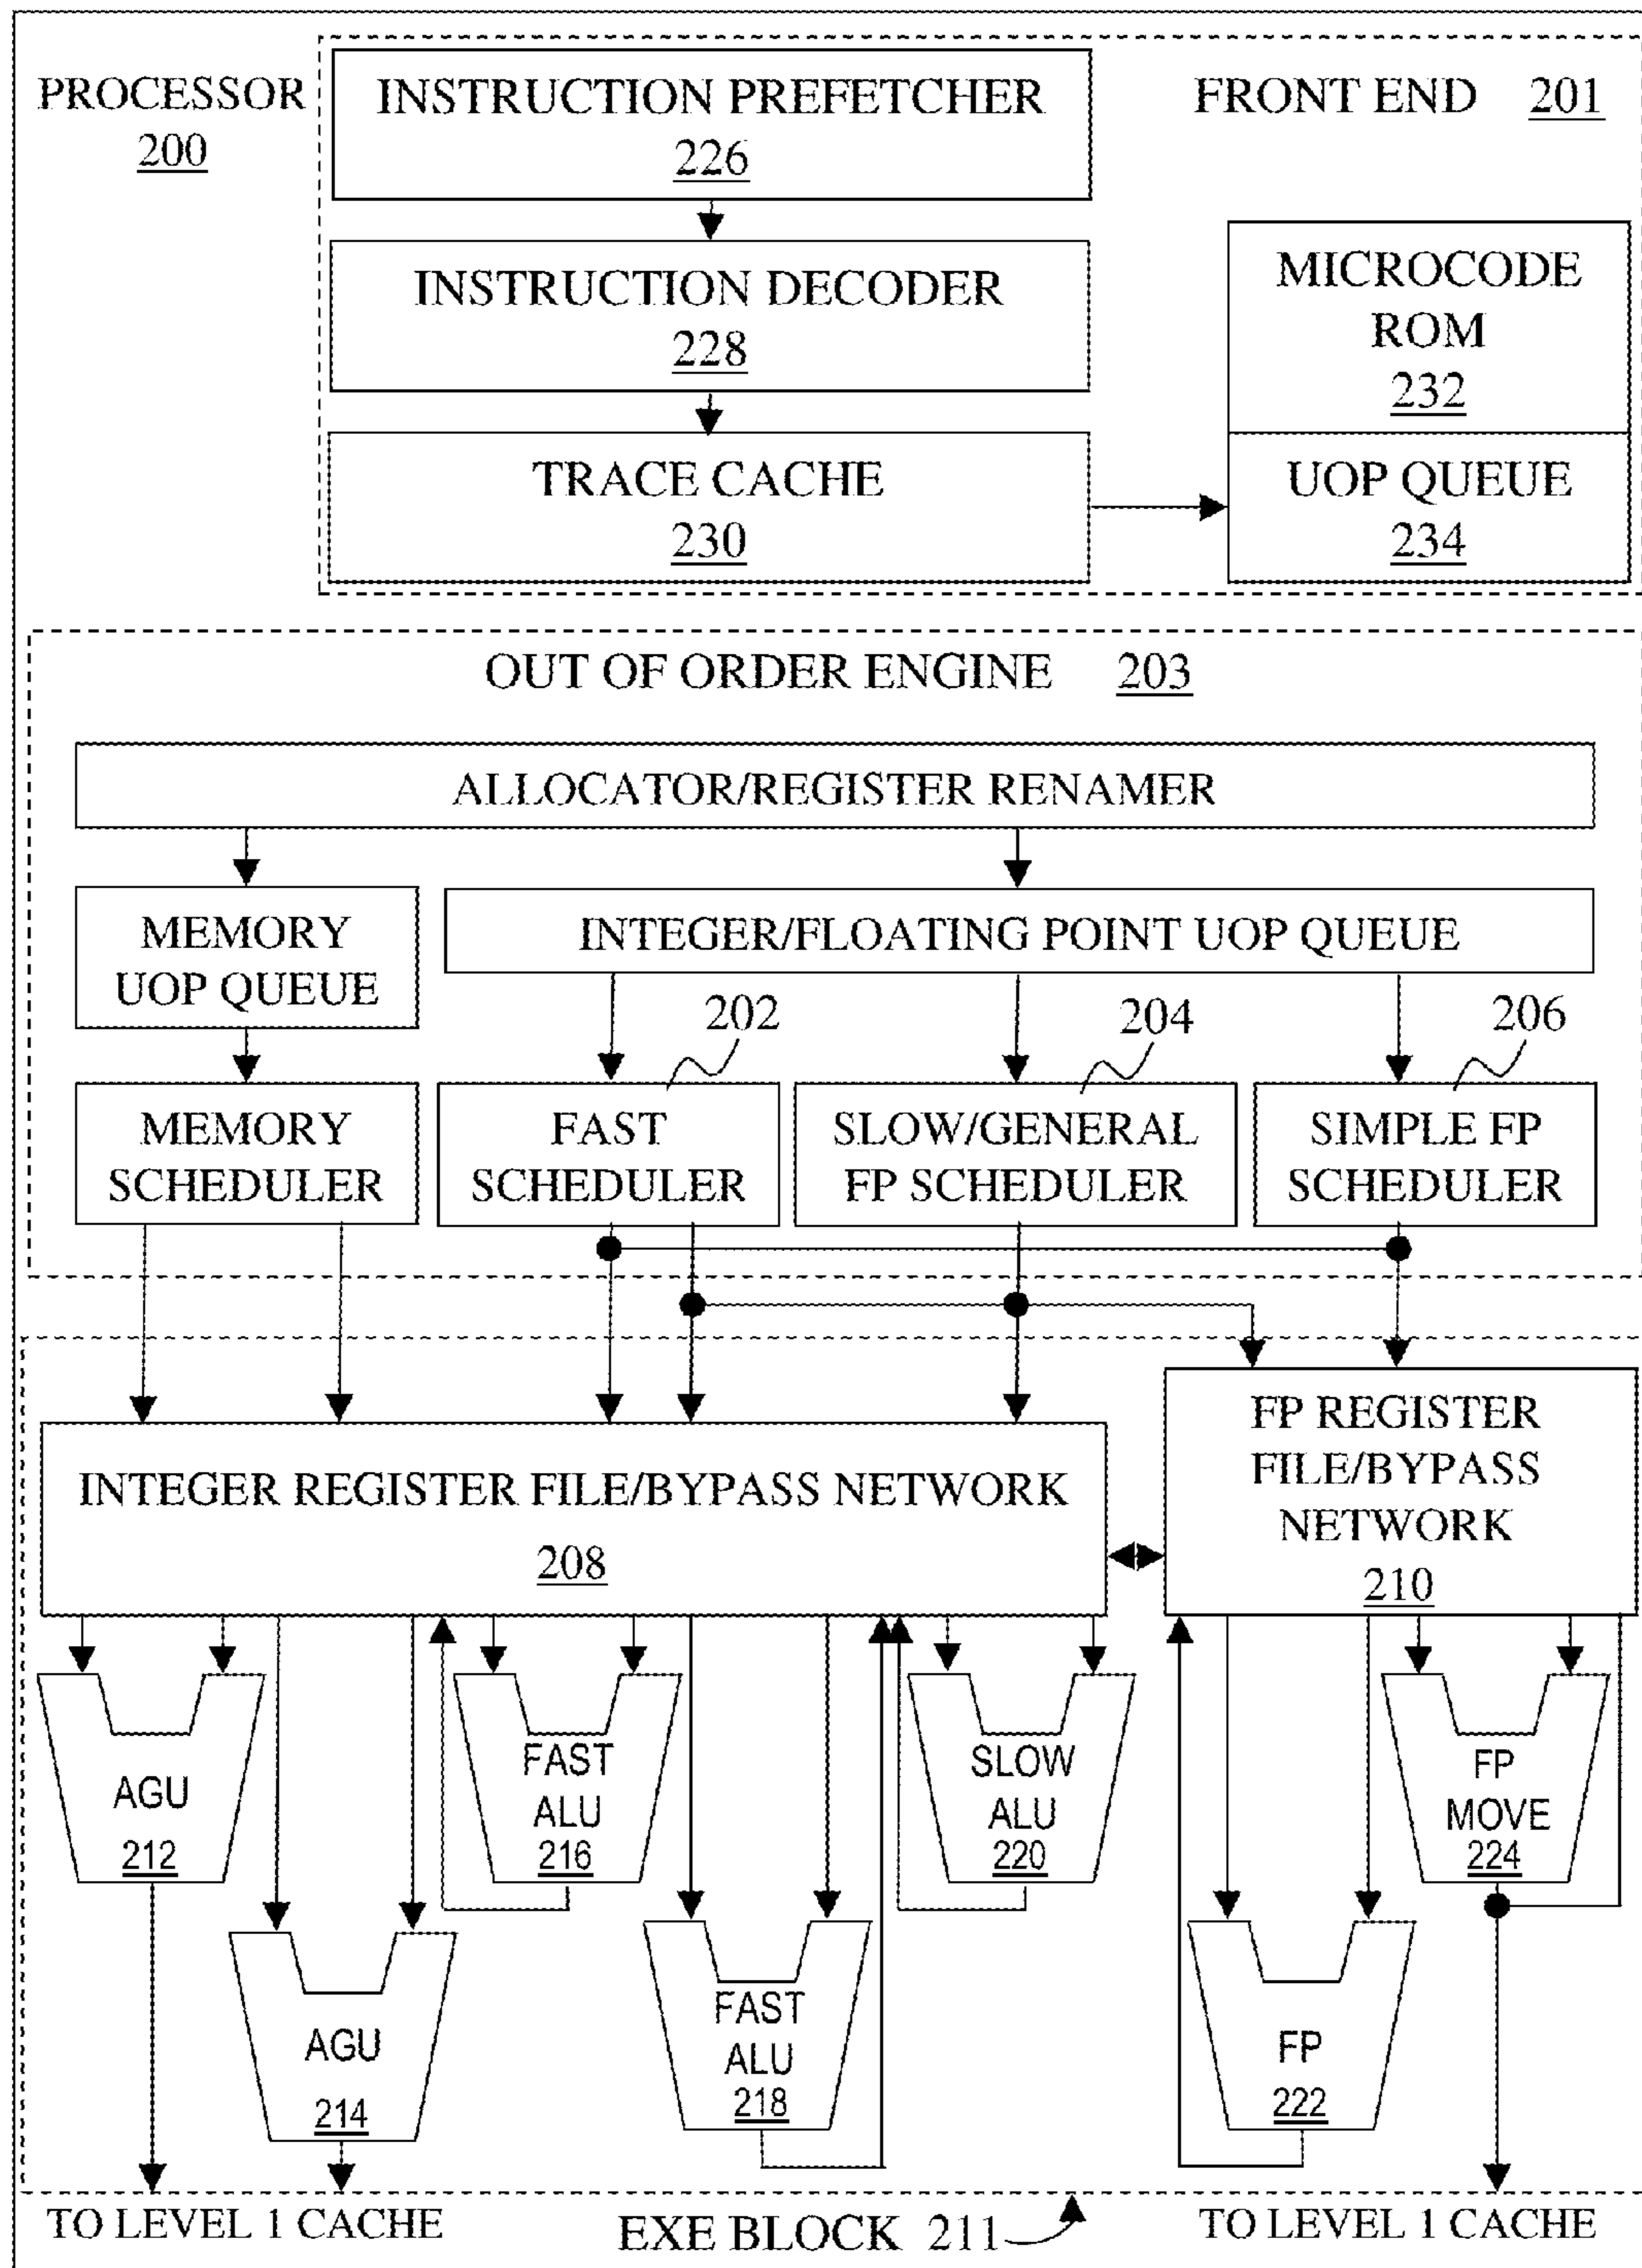 PROCESSOR
200
INSTRUCTION PREFETCHER
226
FRONT END 201
INSTRUCTION DECODER
228
MICROCODE
ROM
232
TRACE CACHE
230
UOP QUEUE
234
OUT OF ORDER ENGINE 203
ALLOCATOR/REGISTER RENAMER
MEMORY
UOP QUEUE
INTEGER/FLOATING POINT UOP QUEUE
202
204
206
MEMORY
SCHEDULER
FAST
SCHEDULER
SLOW/GENERAL
FP SCHEDULER
SIMPLE FP
SCHEDULER
INTEGER REGISTER FILE/BYPASS NETWORK
208
FP REGISTER
FILE/BYPASS
NETWORK
210
AGU
212
FAST
ALU
216
SLOW
ALU
220
FP
MOVE
224
AGU
214
FAST
ALU
218
FP
222
TO LEVEL 1 CACHE
EXE BLOCK 211
TO LEVEL 1 CACHE